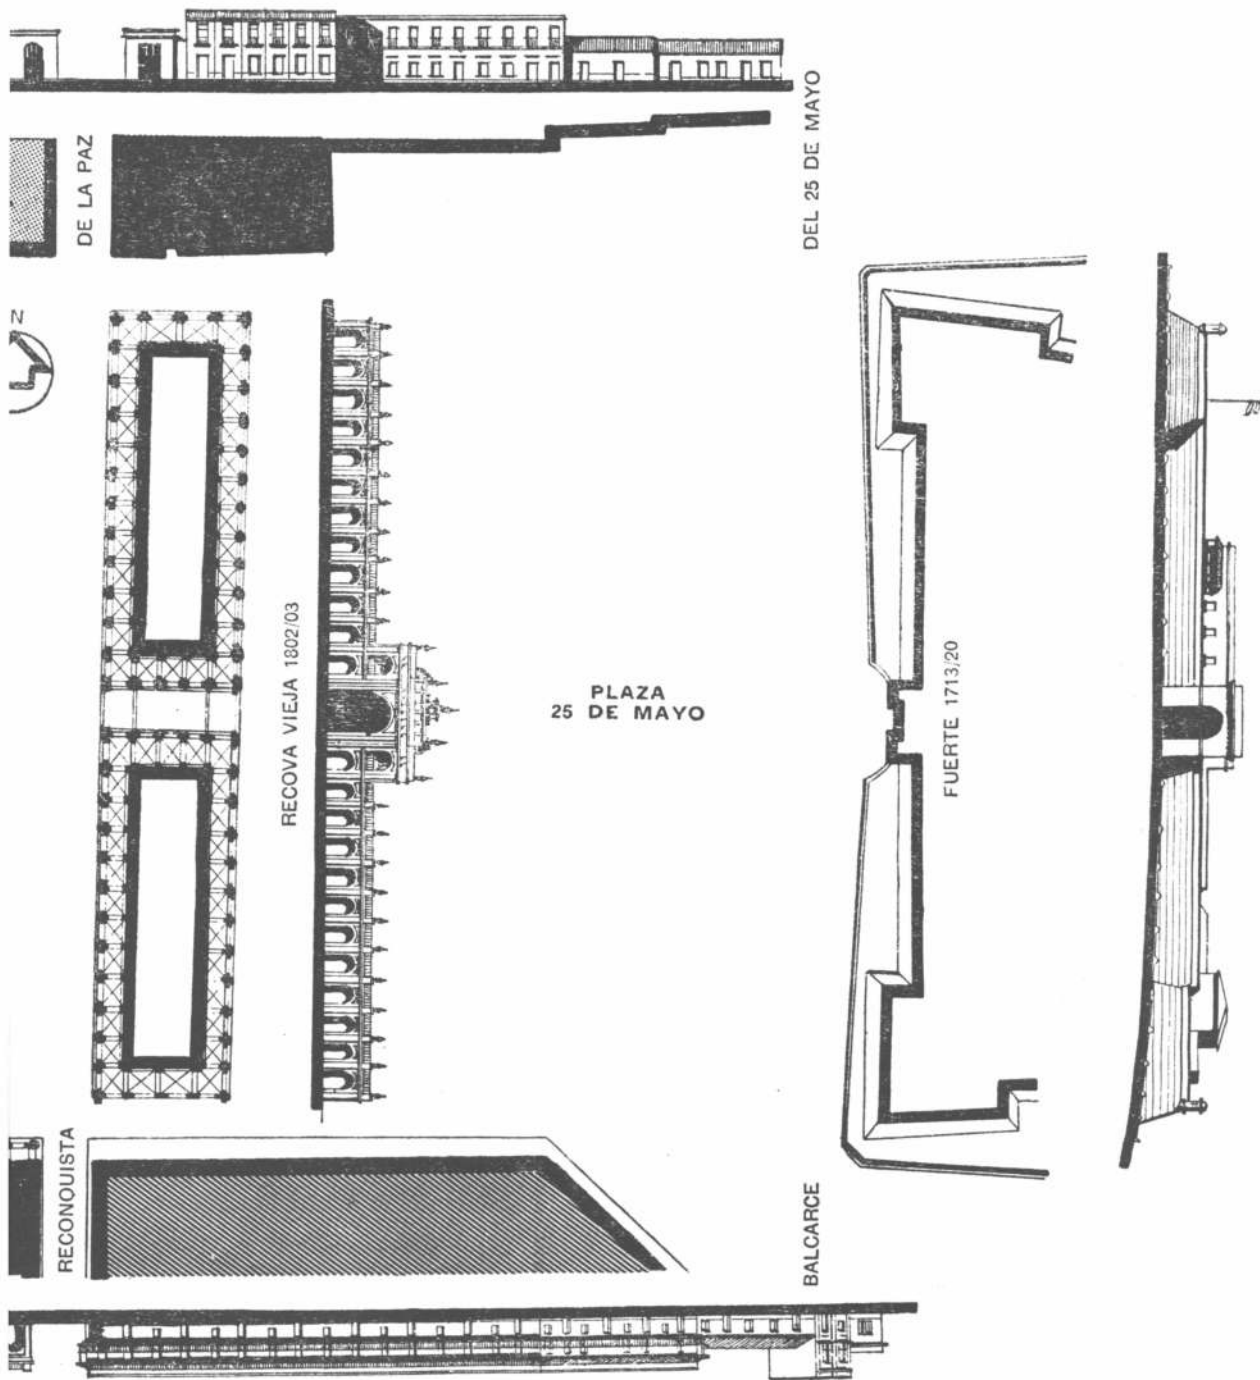 DE LA PAZ
DEL 25 DE MAYO
N
RECOVA VIEJA 1802/03
PLAZA
25 DE MAYO
FUERTE 1713/20
RECONQUISTA
BALCARCE